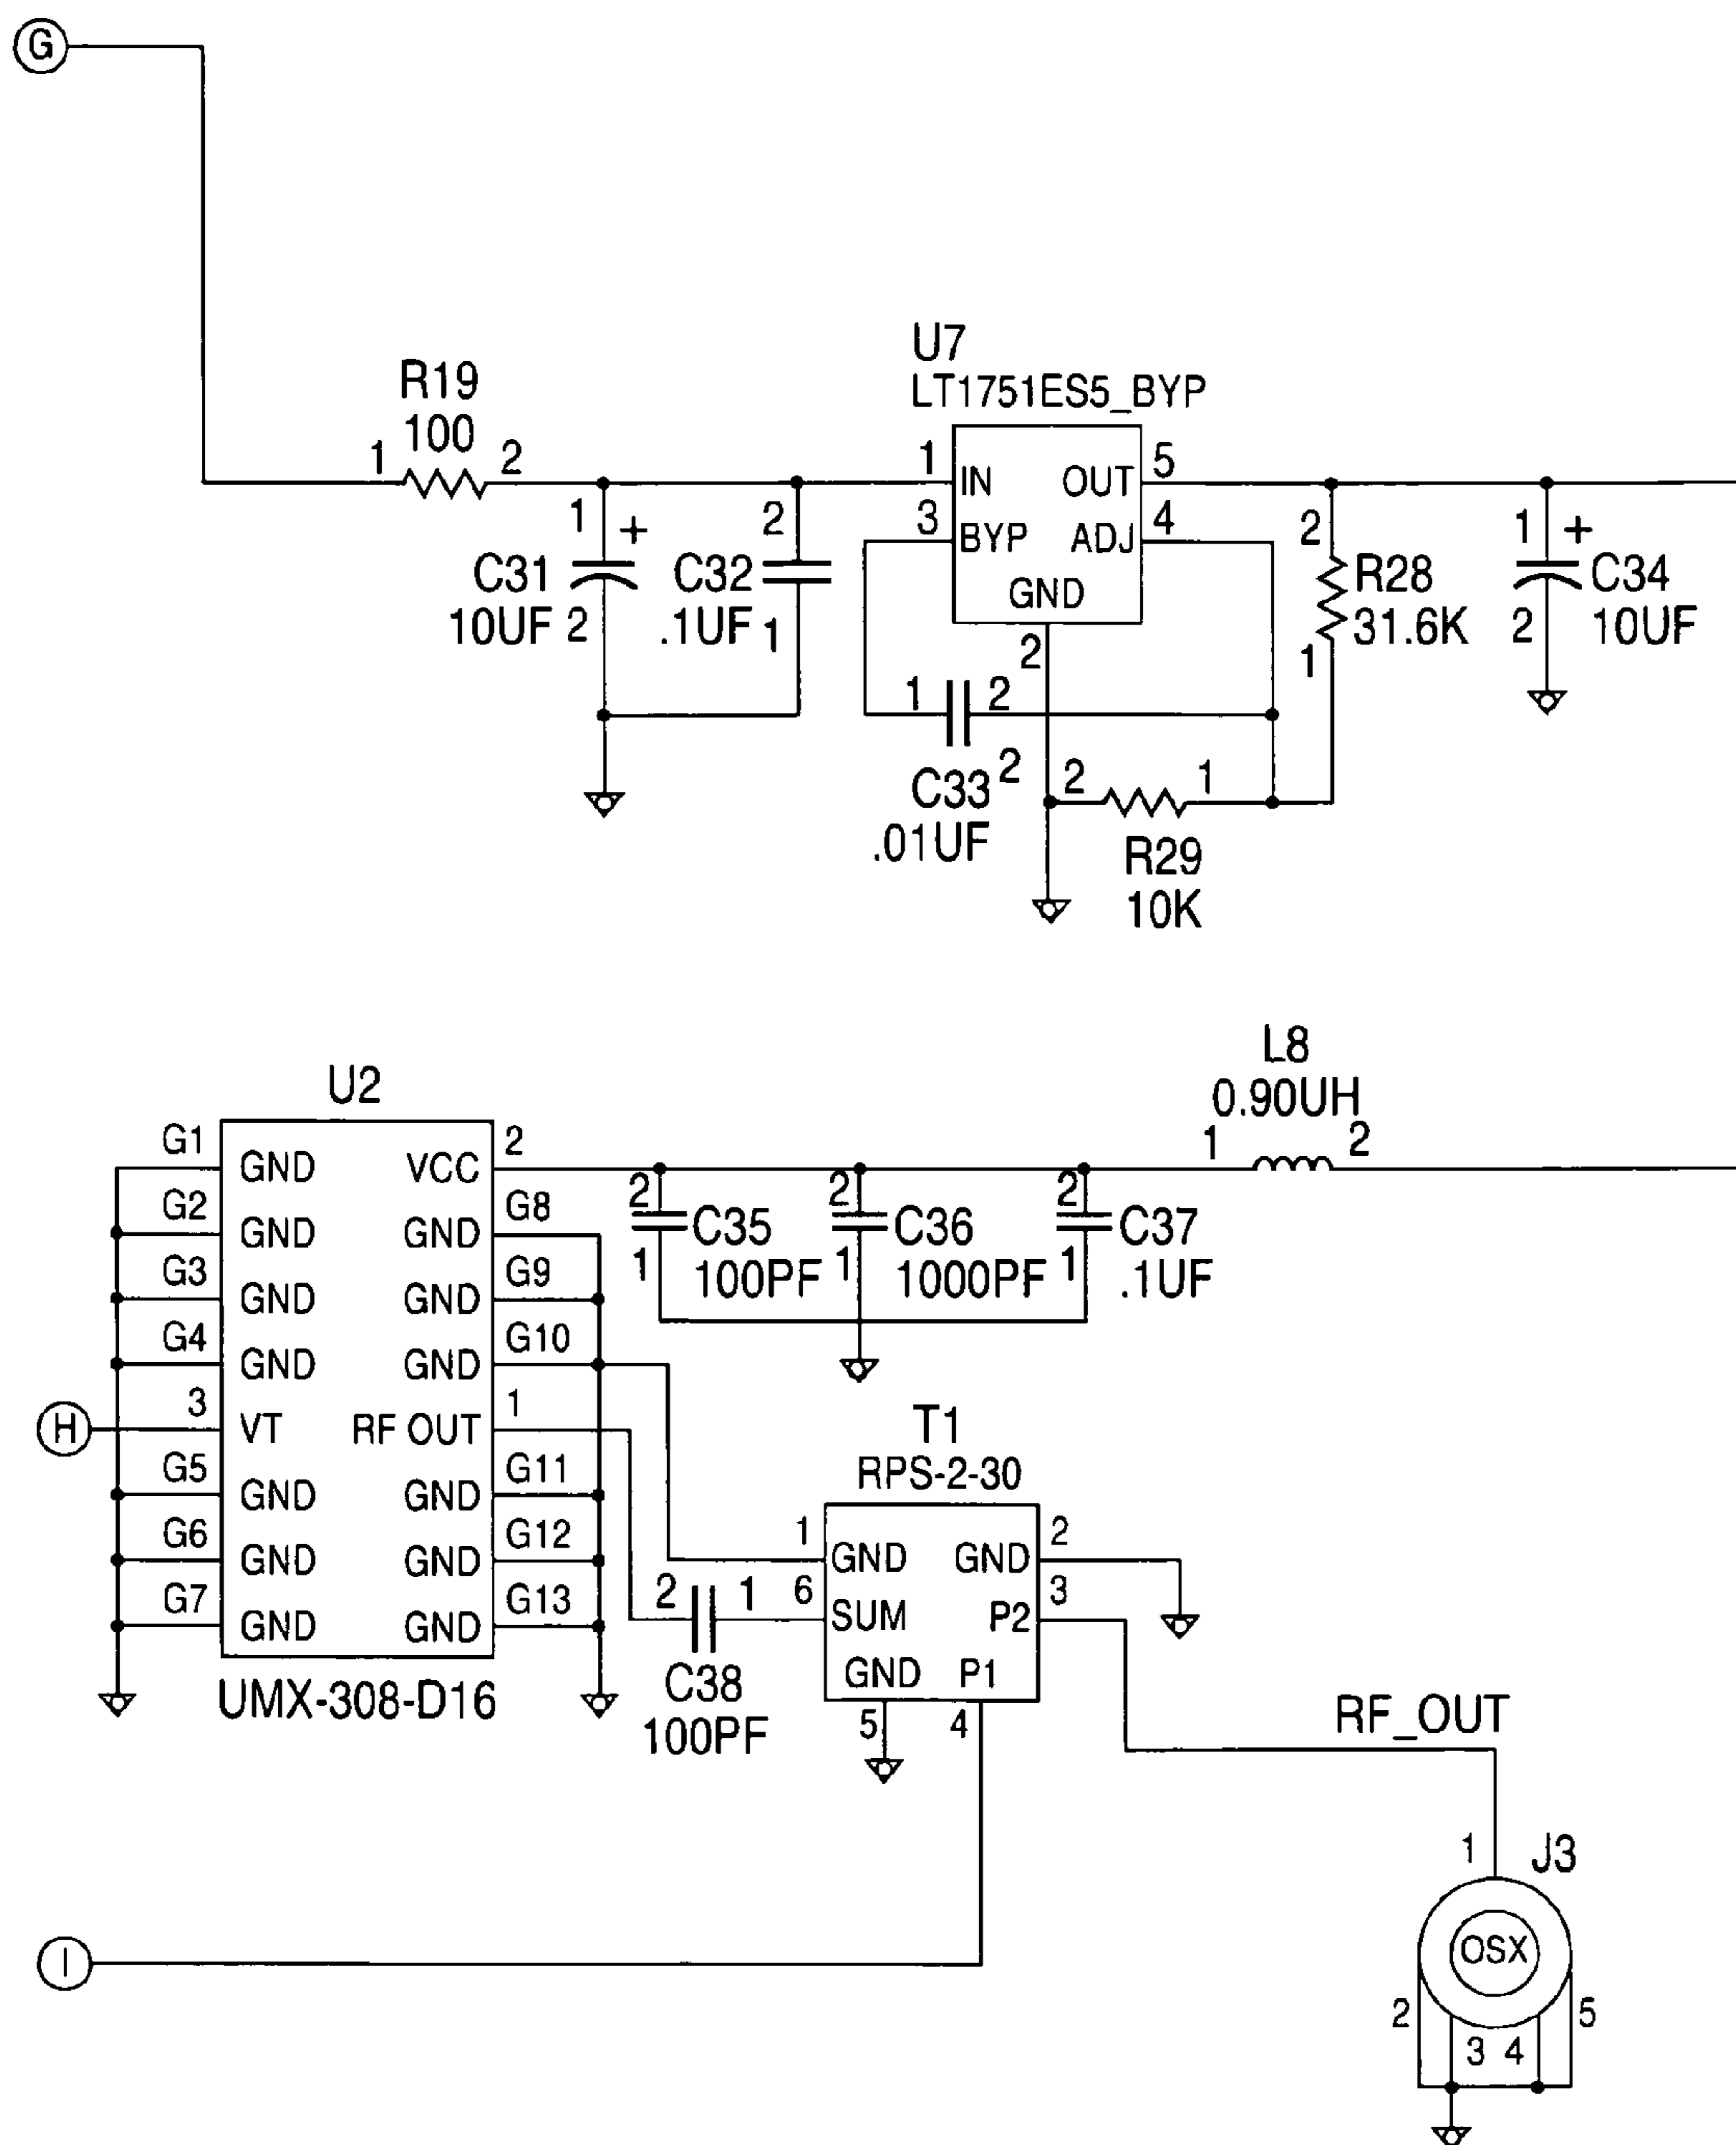 G
R19
100
1
2
1
+
C31
10UF
2
2
C32
.1UF
1
U7
LT1751ES5_BYP
1
IN
OUT
5
3
BYP
ADJ
4
GND
2
1
2
C33
.01UF
2
2
1
R29
10K
2
R28
31.6K
1
1
+
C34
10UF
2
U2
G1
GND
VCC
2
G2
GND
GND
G8
G3
GND
GND
G9
G4
GND
GND
G10
H
3
VT
RF OUT
1
G5
GND
GND
G11
G6
GND
GND
G12
G7
GND
GND
G13
UMX-308-D16
L8
0.90UH
1
2
2
C35
1
100PF
2
C36
1
1000PF
2
C37
1
.1UF
T1
RPS-2-30
1
GND
GND
2
6
SUM
P2
3
GND
P1
5
4
2
1
C38
100PF
RF_OUT
1
J3
OSX
2
3
4
5
I